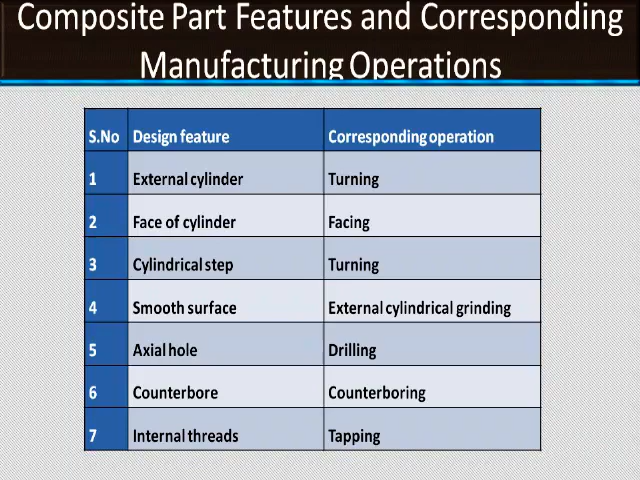 Composite Part Features and Corresponding
Manufacturing Operations
S.No Design feature Corresponding operation
1 External cylinder Turning
2 Face of cylinder Facing
3 Cylindrical step Turning
4 Smooth surface External cylindrical grinding
5 Axial hole Drilling
6 Counterbore Counterboring
7 Internal threads Tapping